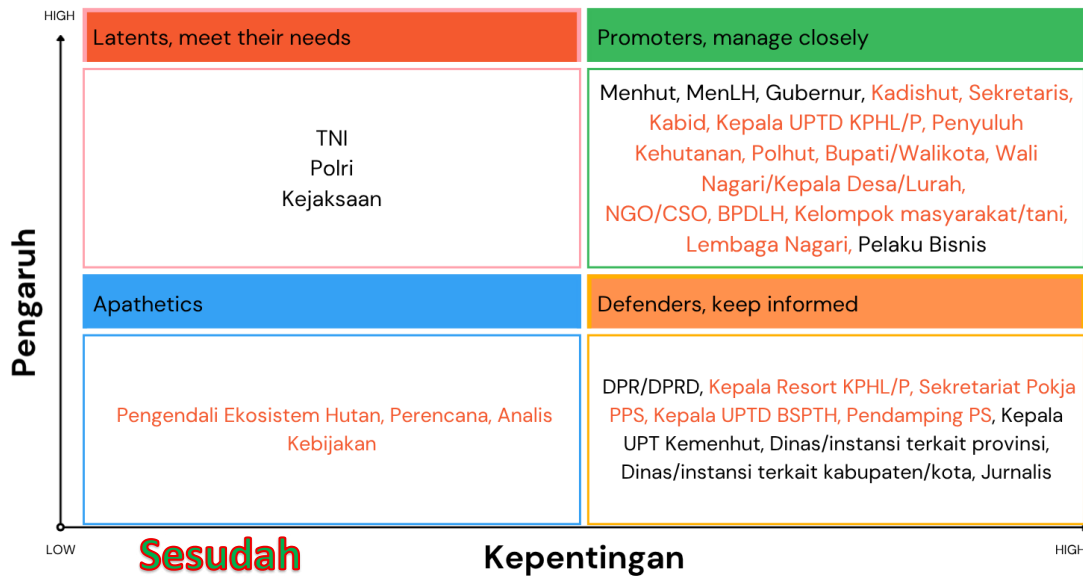 HIGH
Latents, meet their needs
Promoters, manage closely
TNI
Polri
Kejaksaan
Menhut, MenLH, Gubernur, Kadishut, Sekretaris,
Kabid, Kepala UPTD KPHL/P, Penyuluh
Kehutanan, Polhut, Bupati/Walikota, Wali
Nagari/Kepala Desa/Lurah,
NGO/CSO, BPDLH, Kelompok masyarakat/tani,
Lembaga Nagari, Pelaku Bisnis
Pengaruh
Apathetics
Defenders, keep informed
Pengendali Ekosistem Hutan, Perencana, Analis
Kebijakan
DPR/DPRD, Kepala Resort KPHL/P, Sekretariat Pokja
PPS, Kepala UPTD BSPTH, Pendamping PS, Kepala
UPT Kemenhut, Dinas/instansi terkait provinsi,
Dinas/instansi terkait kabupaten/kota, Jurnalis
LOW
Sesudah
Kepentingan
HIGH